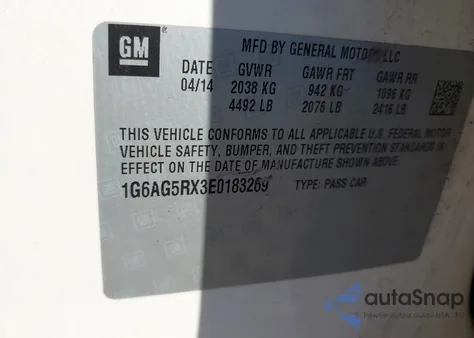 GM
MFD BY GENERAL MOTORS LLC
DATE GVWR GAWR FRT GAWR RR
04/14 2038 KG 942 KG 1096 KG
4492 LB 2076 LB 2416 LB
THIS VEHICLE CONFORMS TO ALL APPLICABLE U.S. FEDERAL MOTOR
VEHICLE SAFETY, BUMPER, AND THEFT PREVENTION STANDARDS IN
EFFECT ON THE DATE OF MANUFACTURE SHOWN ABOVE.
1G6AG5RX3E0183269 TYPE: PASS CAR
autoSnap